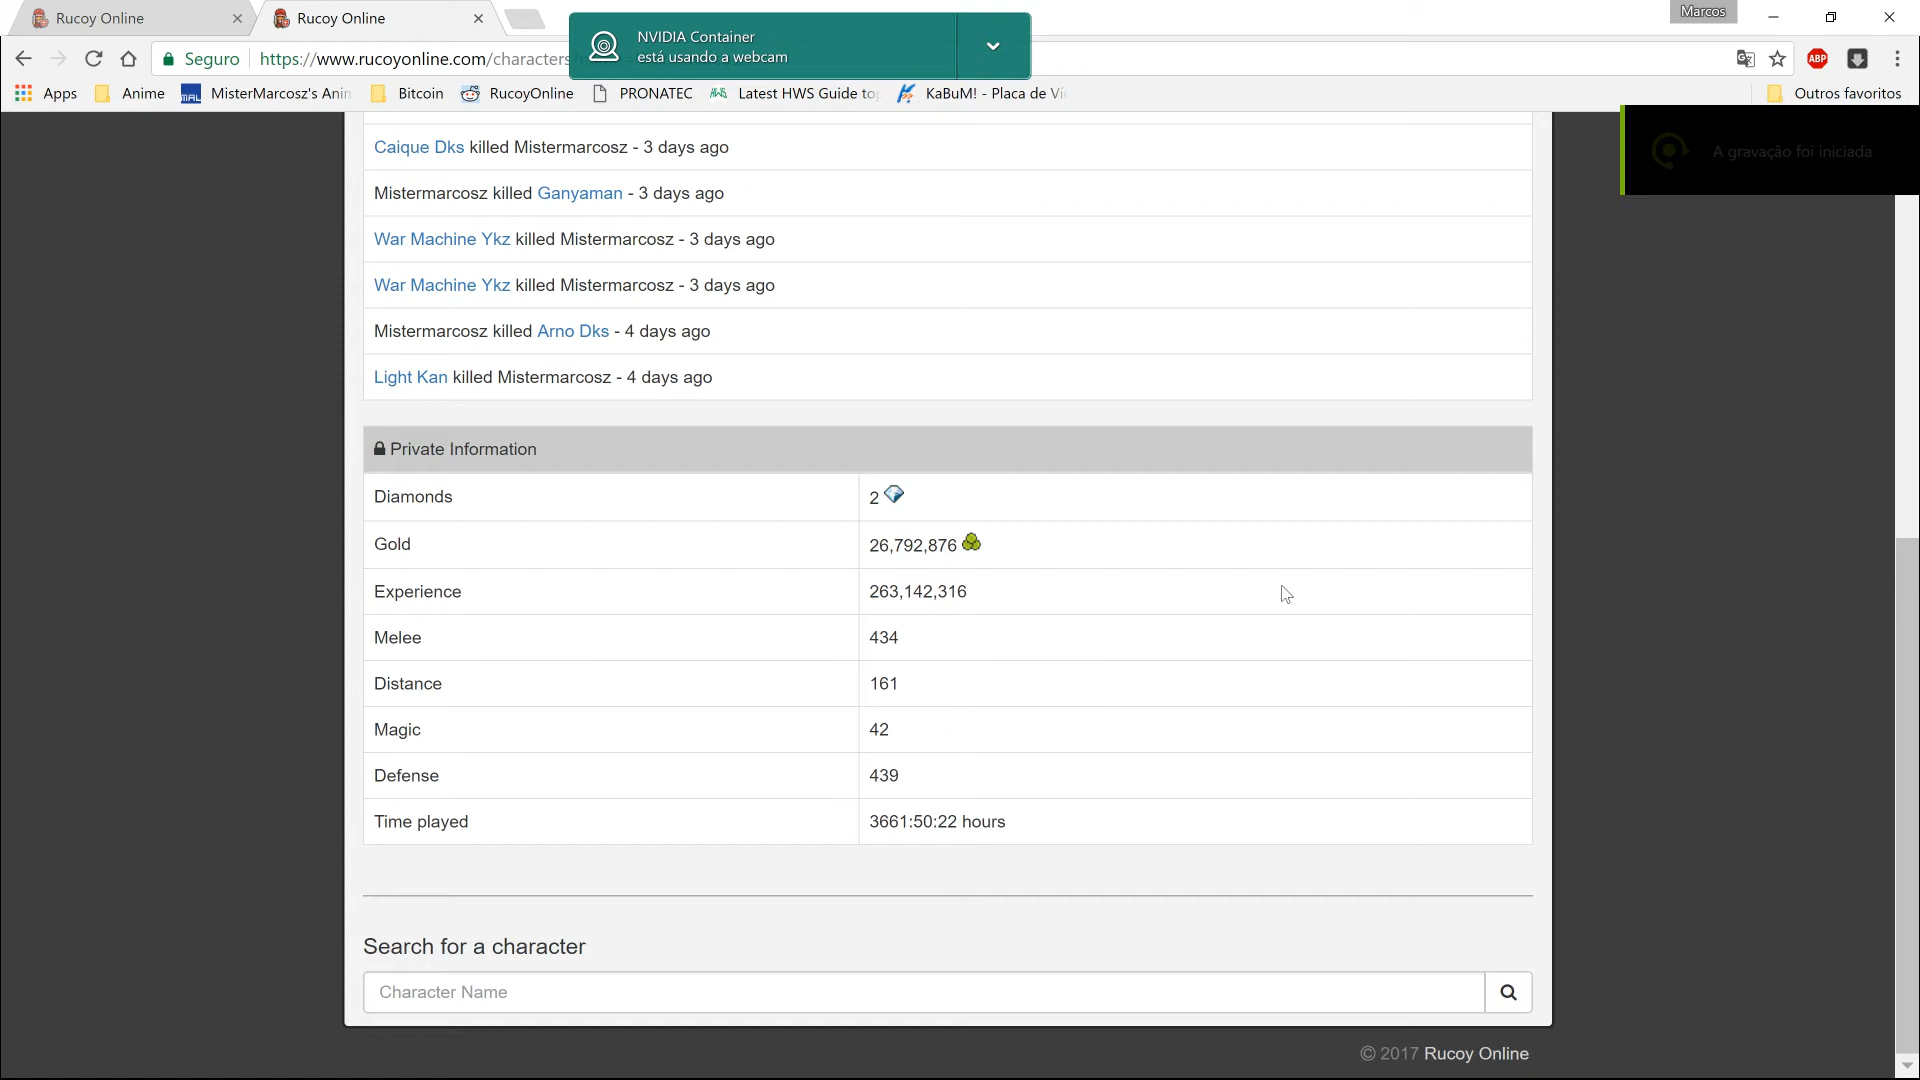 Rucoy Online
Rucoy Online
NVIDIA Container
está usando a webcam
Marcos
Seguro
https://www.rucoyonline.com/characters
ABP
Apps
Anime
MAL
MisterMarcosz's Anin
Bitcoin
RucoyOnline
PRONATEC
Latest HWS Guide to
KaBuM! - Placa de Ví
Outros favoritos
A gravação foi iniciada
Caique Dks killed Mistermarcosz - 3 days ago
Mistermarcosz killed Ganyaman - 3 days ago
War Machine Ykz killed Mistermarcosz - 3 days ago
War Machine Ykz killed Mistermarcosz - 3 days ago
Mistermarcosz killed Arno Dks - 4 days ago
Light Kan killed Mistermarcosz - 4 days ago
Private Information
Diamonds 2
Gold 26,792,876
Experience 263,142,316
Melee 434
Distance 161
Magic 42
Defense 439
Time played 3661:50:22 hours
Search for a character
Character Name
© 2017 Rucoy Online